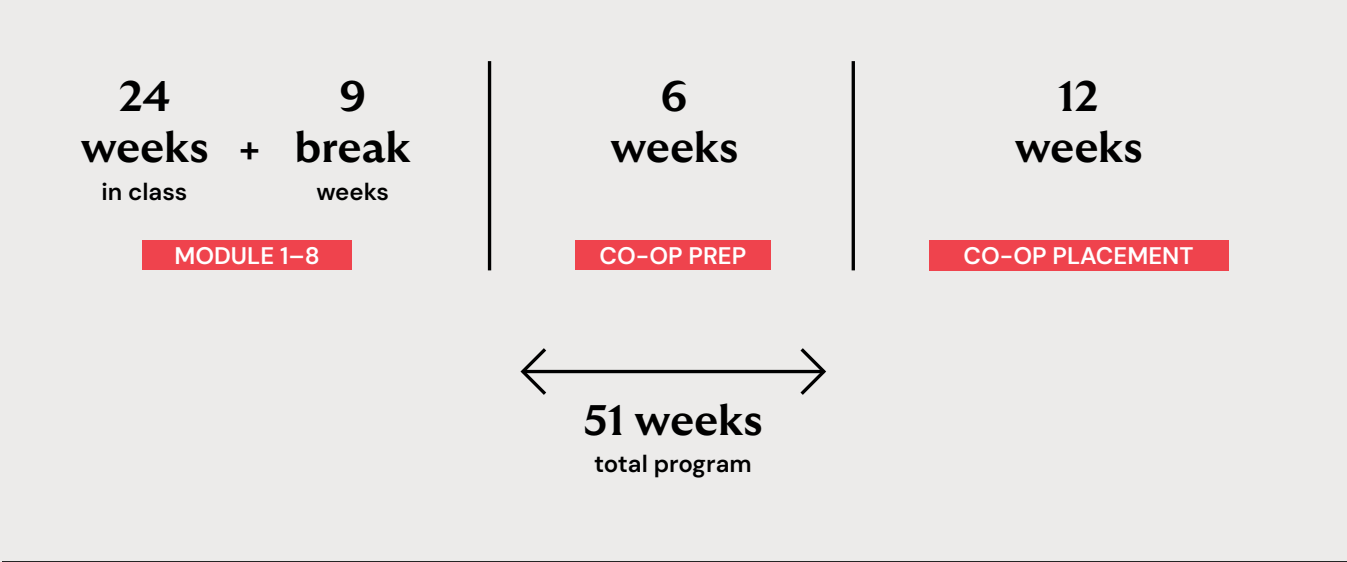 24
weeks
in class
+
9
break
weeks
MODULE 1–8
6
weeks
CO-OP PREP
12
weeks
CO-OP PLACEMENT
51 weeks
total program